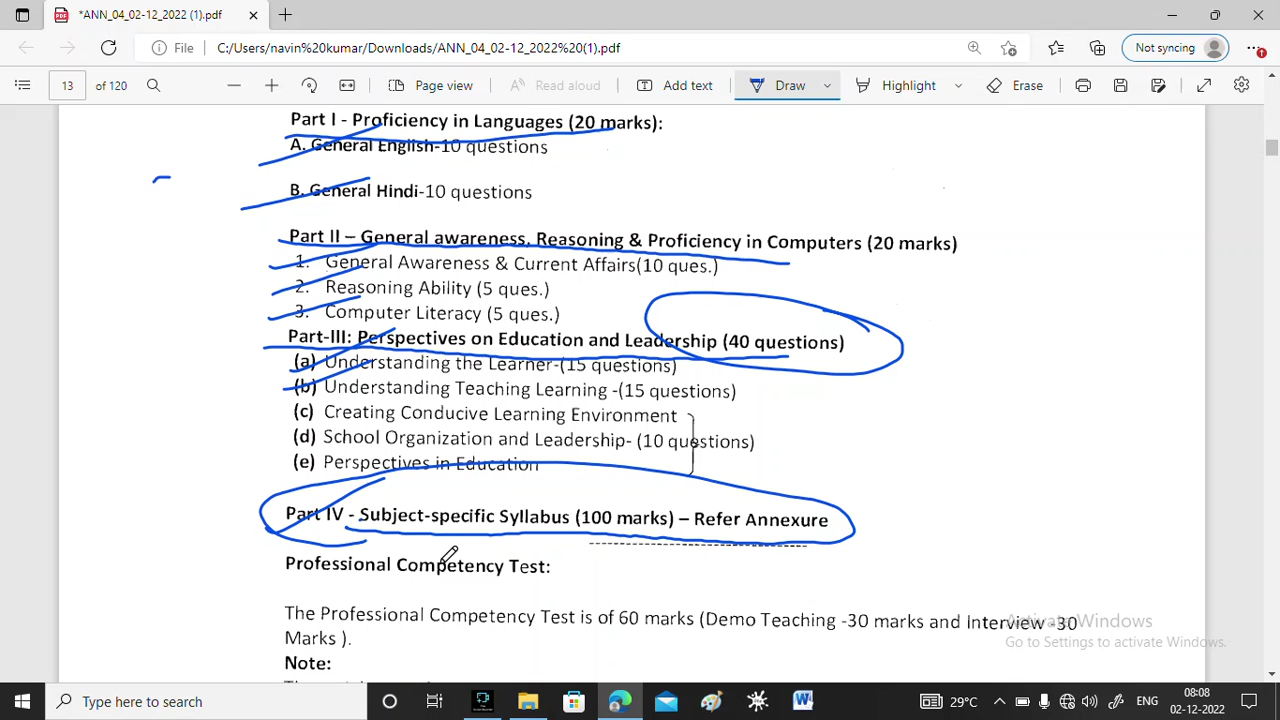 *ANN_04_02-12_2022 (1).pdf
File C:/Users/navin%20kumar/Downloads/ANN_04_02-12_2022%20(1).pdf Not syncing
13 of 120 Page view Read aloud Add text Draw Highlight Erase
Part I - Proficiency in Languages (20 marks):
A. General English-10 questions
B. General Hindi-10 questions
Part II – General awareness, Reasoning & Proficiency in Computers (20 marks)
1. General Awareness & Current Affairs(10 ques.)
2. Reasoning Ability (5 ques.)
3. Computer Literacy (5 ques.)
Part-III: Perspectives on Education and Leadership (40 questions)
(a) Understanding the Learner-(15 questions)
(b) Understanding Teaching Learning -(15 questions)
(c) Creating Conducive Learning Environment
(d) School Organization and Leadership- (10 questions)
(e) Perspectives in Education
Part IV - Subject-specific Syllabus (100 marks) – Refer Annexure
Professional Competency Test:
The Professional Competency Test is of 60 marks (Demo Teaching -30 marks and Interview -30
Marks ).
Note:
Activate Windows
Go to Settings to activate Windows.
Type here to search
29°C ENG 08:08
02-12-2022